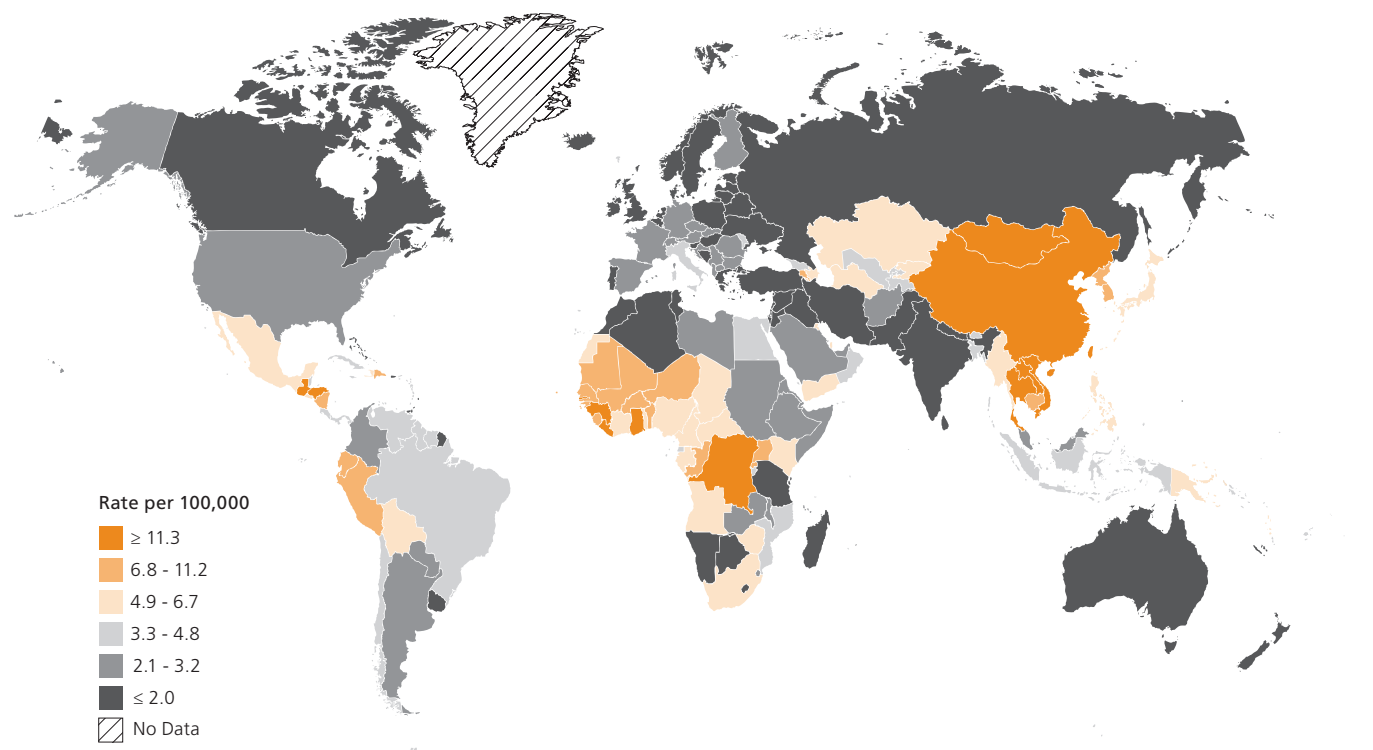 Rate per 100,000
≥ 11.3
6.8 - 11.2
4.9 - 6.7
3.3 - 4.8
2.1 - 3.2
≤ 2.0
No Data